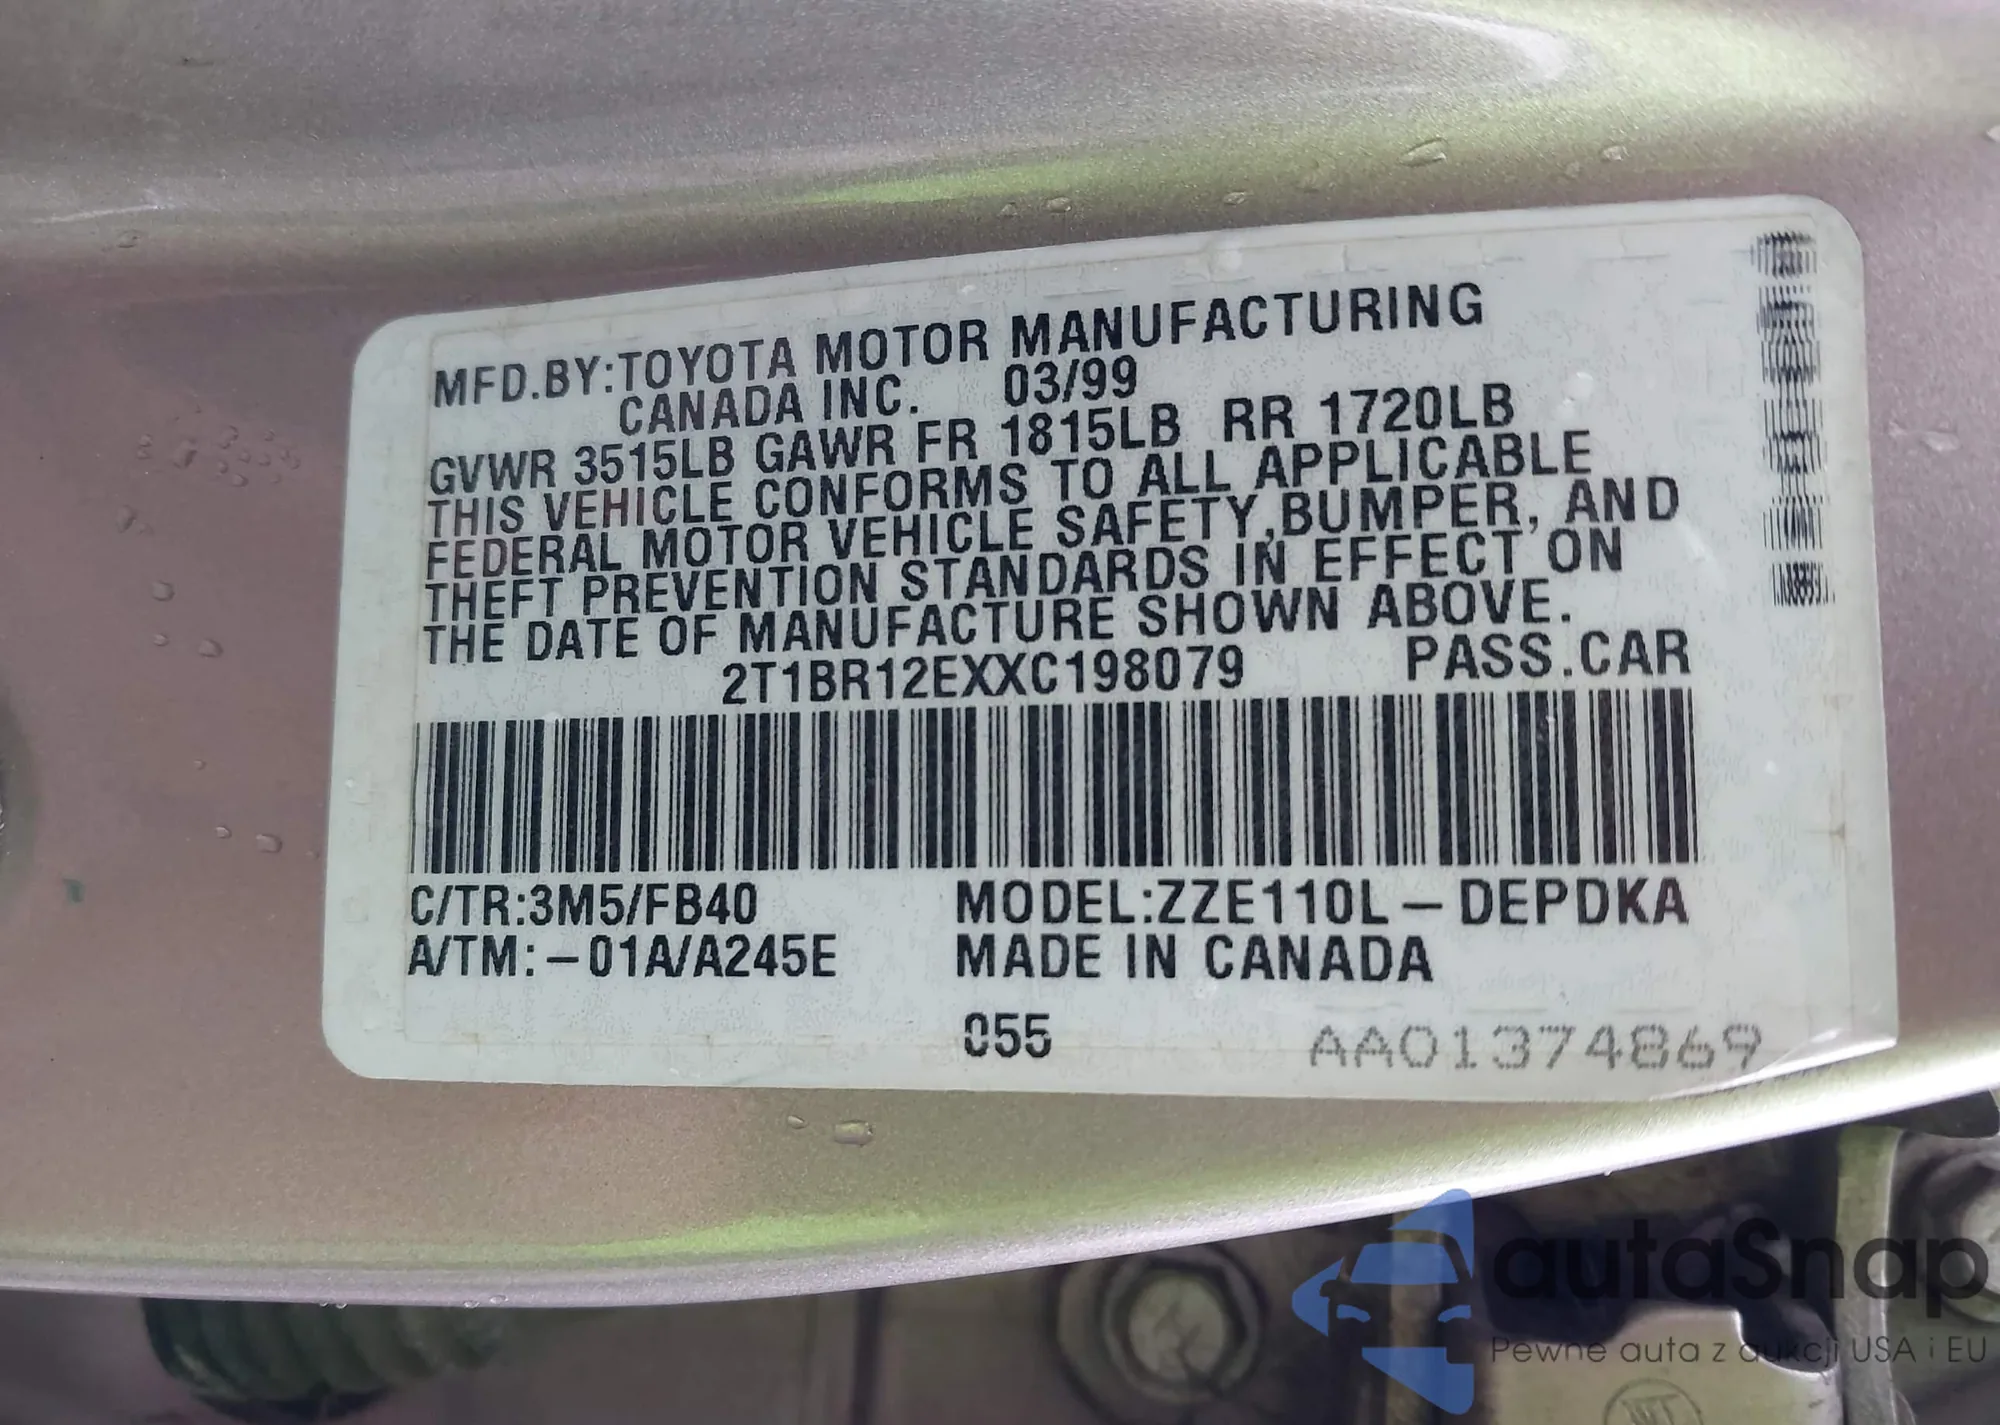 MFD.BY:TOYOTA MOTOR MANUFACTURING
CANADA INC. 03/99
GVWR 3515LB GAWR FR 1815LB RR 1720LB
THIS VEHICLE CONFORMS TO ALL APPLICABLE
FEDERAL MOTOR VEHICLE SAFETY,BUMPER, AND
THEFT PREVENTION STANDARDS IN EFFECT ON
THE DATE OF MANUFACTURE SHOWN ABOVE.
2T1BR12EXXC198079 PASS.CAR
C/TR:3M5/FB40 MODEL:ZZE110L-DEPDKA
A/TM:-01A/A245E MADE IN CANADA
055 AA01374869
autaSnap
Pewne auta z aukcji USA i EU